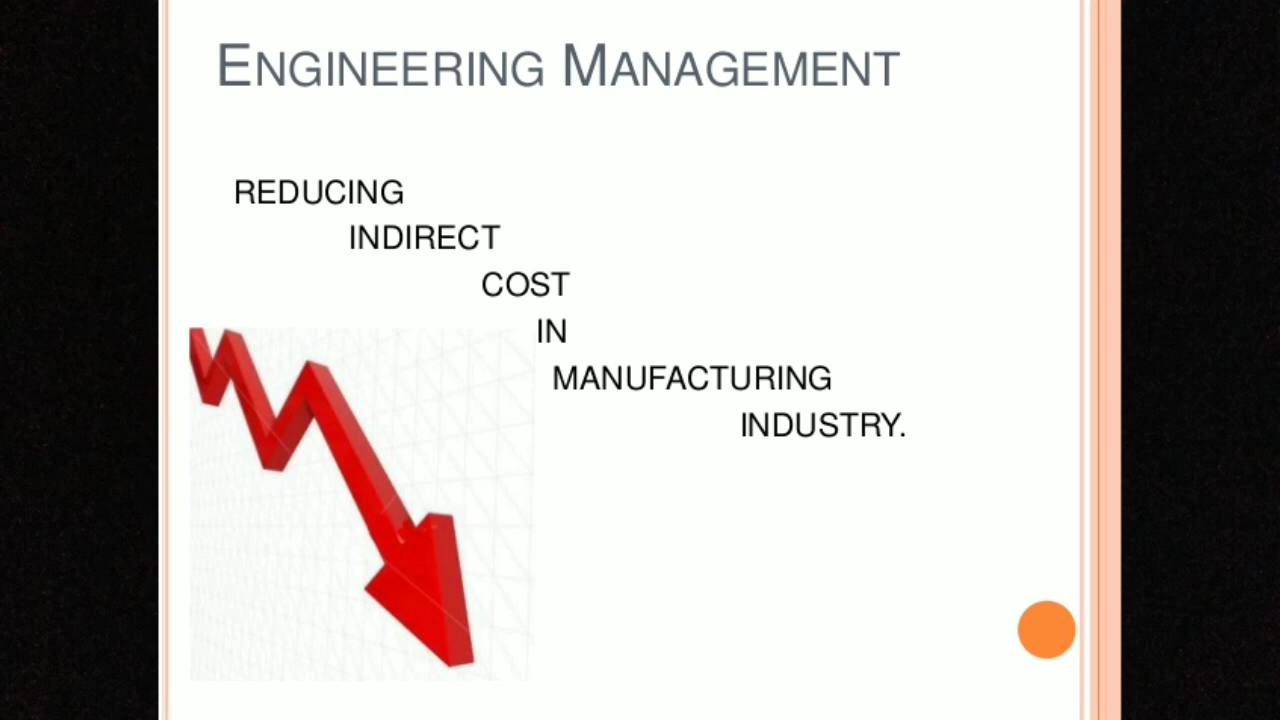 ENGINEERING MANAGEMENT
REDUCING
INDIRECT
COST
IN
MANUFACTURING
INDUSTRY.